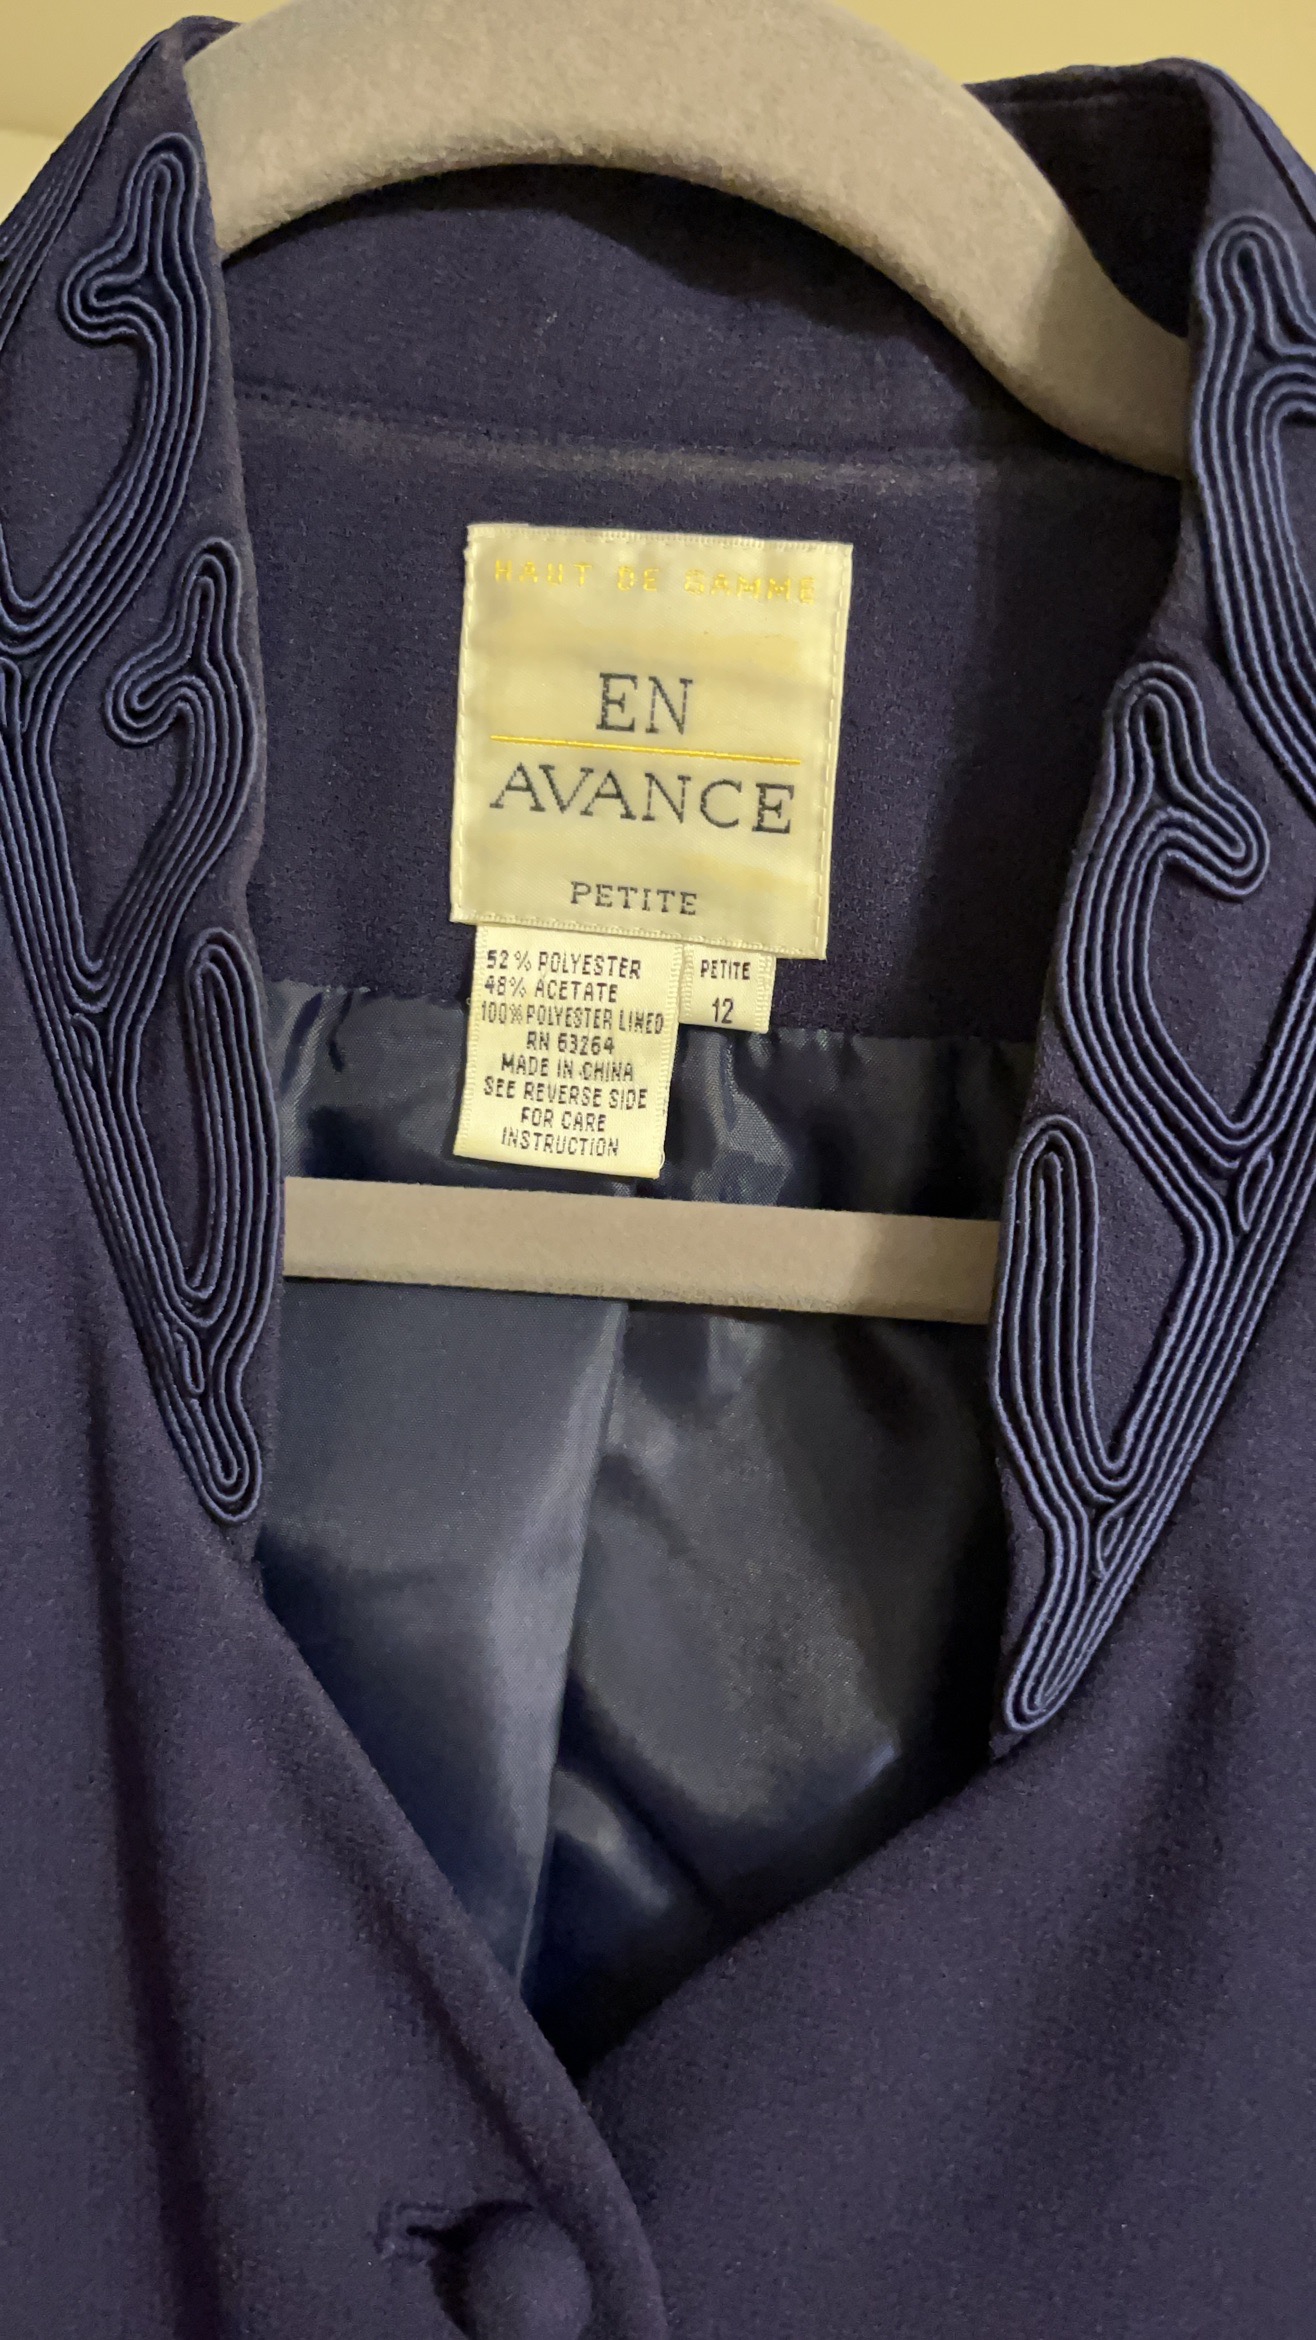 HAUT DE GAMME
EN
AVANCE
PETITE
52% POLYESTER
48% ACETATE
100% POLYESTER LINED
RN 63264
MADE IN CHINA
SEE REVERSE SIDE
FOR CARE
INSTRUCTION
PETITE
12